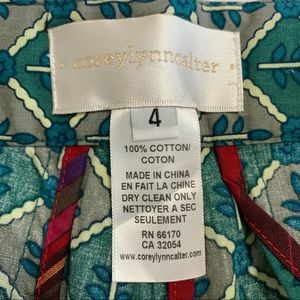 coreylynncalter
4
100% COTTON/
COTON
MADE IN CHINA
EN FAIT LA CHINE
DRY CLEAN ONLY
NETTOYER A SEC
SEULEMENT
RN 66170
CA 32054
www.coreylynncalter.com